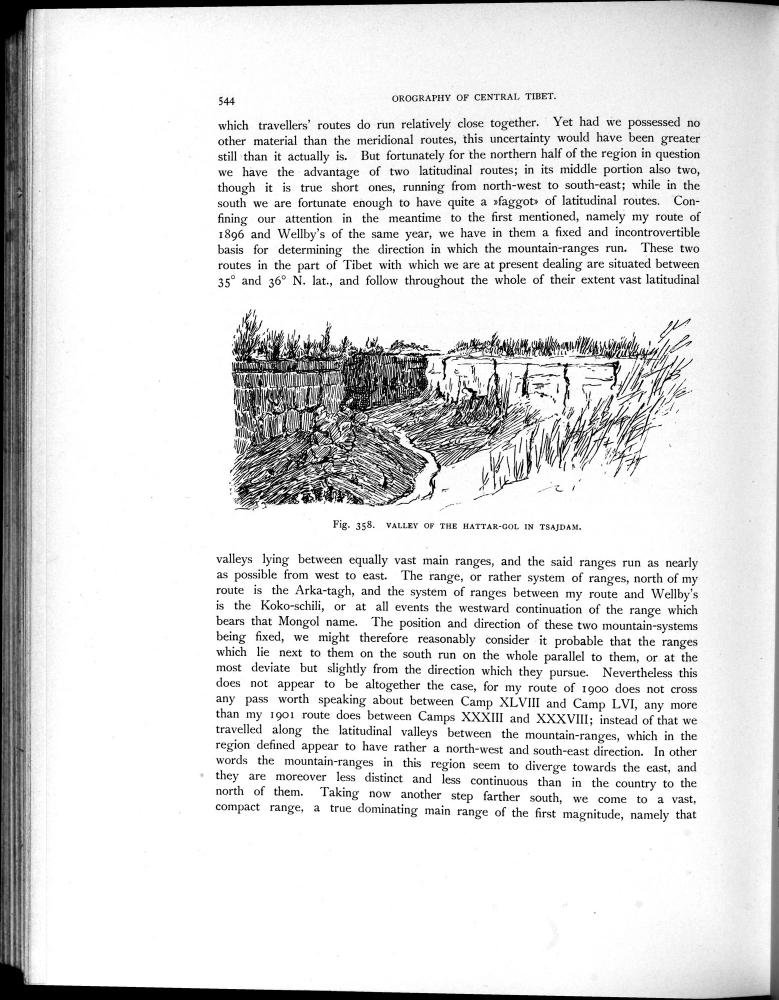 544
OROGRAPHY OF CENTRAL TIBET.
which travellers' routes do run relatively close together. Yet had we possessed no
other material than the meridional routes, this uncertainty would have been greater
still than it actually is. But fortunately for the northern half of the region in question
we have the advantage of two latitudinal routes; in its middle portion also two,
though it is true short ones, running from north-west to south-east; while in the
south we are fortunate enough to have quite a »faggot» of latitudinal routes. Con-
fining our attention in the meantime to the first mentioned, namely my route of
1896 and Wellby's of the same year, we have in them a fixed and incontrovertible
basis for determining the direction in which the mountain-ranges run. These two
routes in the part of Tibet with which we are at present dealing are situated between
35° and 36° N. lat., and follow throughout the whole of their extent vast latitudinal
Fig. 358. VALLEY OF THE HATTAR-GOL IN TSAJDAM.
valleys lying between equally vast main ranges, and the said ranges run as nearly
as possible from west to east. The range, or rather system of ranges, north of my
route is the Arka-tagh, and the system of ranges between my route and Wellby's
is the Koko-schili, or at all events the westward continuation of the range which
bears that Mongol name. The position and direction of these two mountain-systems
being fixed, we might therefore reasonably consider it probable that the ranges
which lie next to them on the south run on the whole parallel to them, or at the
most deviate but slightly from the direction which they pursue. Nevertheless this
does not appear to be altogether the case, for my route of 1900 does not cross
any pass worth speaking about between Camp XLVIII and Camp LVI, any more
than my 1901 route does between Camps XXXIII and XXXVIII; instead of that we
travelled along the latitudinal valleys between the mountain-ranges, which in the
region defined appear to have rather a north-west and south-east direction. In other
words the mountain-ranges in this region seem to diverge towards the east, and
they are moreover less distinct and less continuous than in the country to the
north of them. Taking now another step farther south, we come to a vast,
compact range, a true dominating main range of the first magnitude, namely that